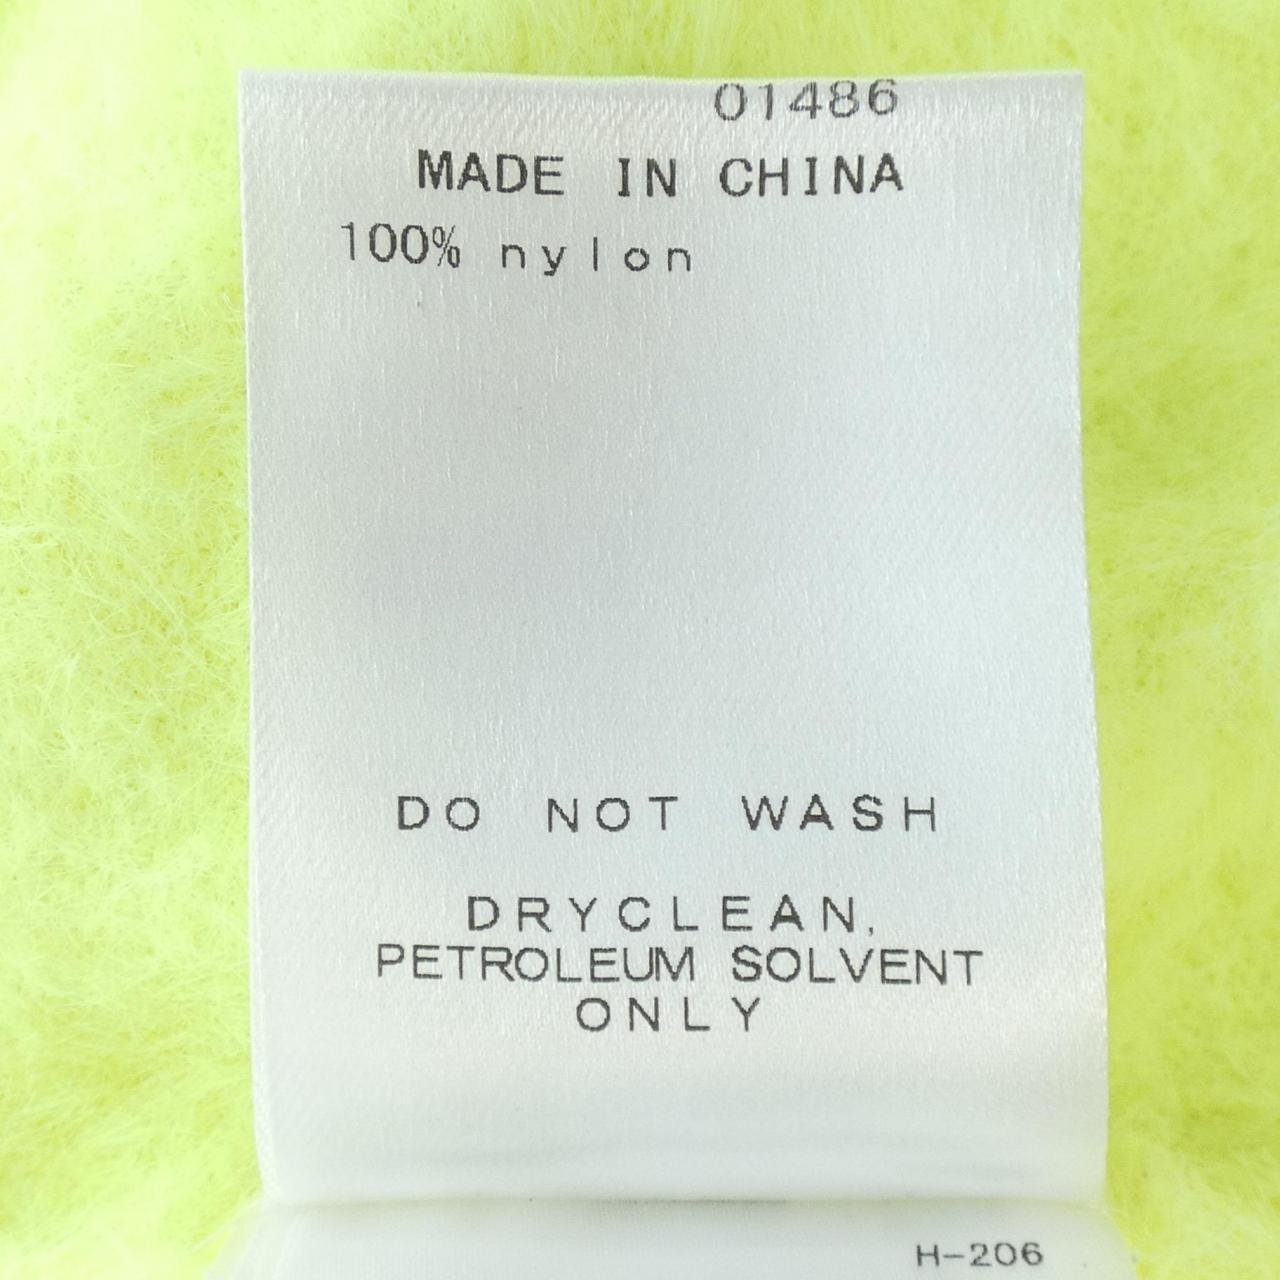 01486
MADE IN CHINA
100% nylon
DO NOT WASH
DRYCLEAN,
PETROLEUM SOLVENT
ONLY
H-206